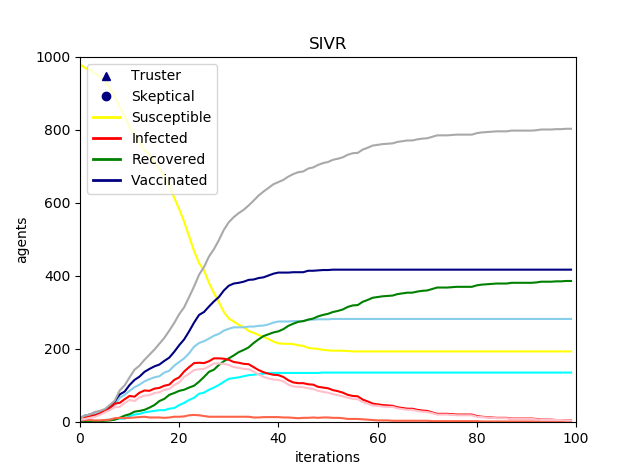 SIVR
1000
800
600
400
200
0
agents
Truster
Skeptical
Susceptible
Infected
Recovered
Vaccinated
0 20 40 60 80 100
iterations